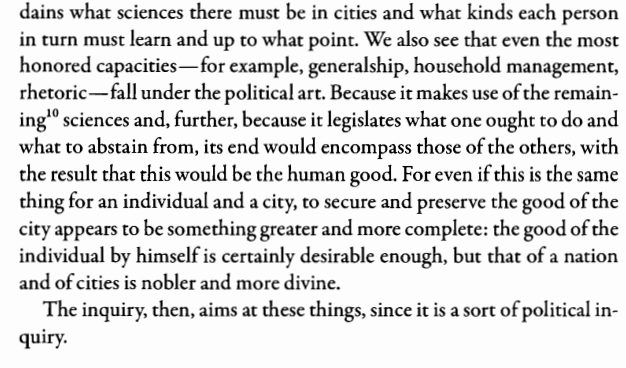 dains what sciences there must be in cities and what kinds each person
in turn must learn and up to what point. We also see that even the most
honored capacities—for example, generalship, household management,
rhetoric—fall under the political art. Because it makes use of the remain-
ing¹⁰ sciences and, further, because it legislates what one ought to do and
what to abstain from, its end would encompass those of the others, with
the result that this would be the human good. For even if this is the same
thing for an individual and a city, to secure and preserve the good of the
city appears to be something greater and more complete: the good of the
individual by himself is certainly desirable enough, but that of a nation
and of cities is nobler and more divine.
The inquiry, then, aims at these things, since it is a sort of political in-
quiry.